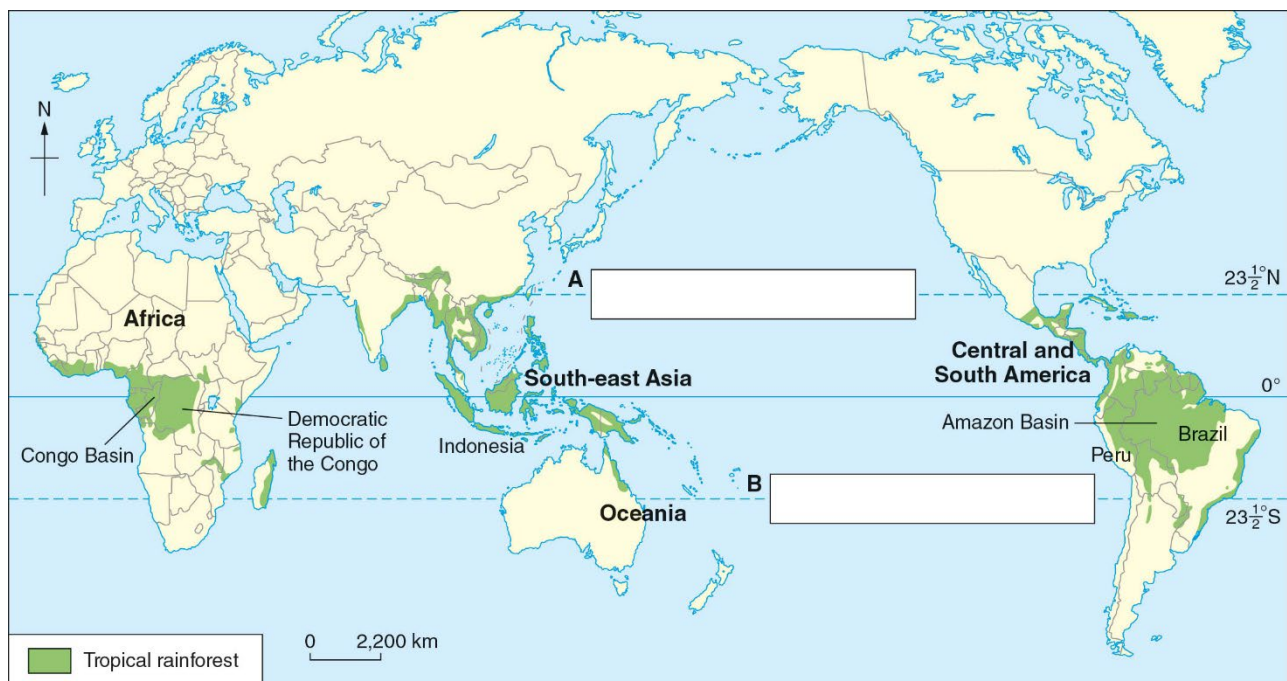 N
A
23½°N
Africa
Central and
South America
South-east Asia
0°
Democratic
Republic of
the Congo
Congo Basin
Indonesia
Amazon Basin
Brazil
Peru
B
Oceania
23½°S
0 2,200 km
Tropical rainforest